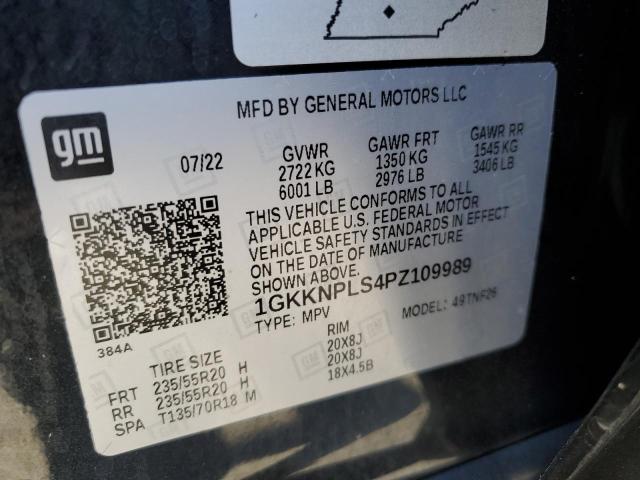 MFD BY GENERAL MOTORS LLC
gm
07/22 GVWR GAWR FRT GAWR RR
2722 KG 1350 KG 1545 KG
6001 LB 2976 LB 3406 LB
THIS VEHICLE CONFORMS TO ALL
APPLICABLE U.S. FEDERAL MOTOR
VEHICLE SAFETY STANDARDS IN EFFECT
ON THE DATE OF MANUFACTURE
SHOWN ABOVE.
1GKKNPLS4PZ109989
TYPE: MPV MODEL: 49TNF26
384A
TIRE SIZE RIM
FRT 235/55R20 H 20X8J
RR 235/55R20 H 20X8J
SPA T135/70R18 M 18X4.5B